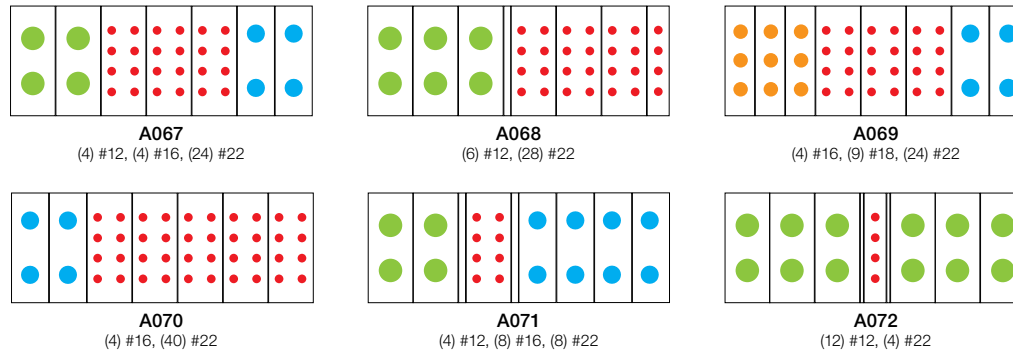 A067
(4) #12, (4) #16, (24) #22
A068
(6) #12, (28) #22
A069
(4) #16, (9) #18, (24) #22
A070
(4) #16, (40) #22
A071
(4) #12, (8) #16, (8) #22
A072
(12) #12, (4) #22